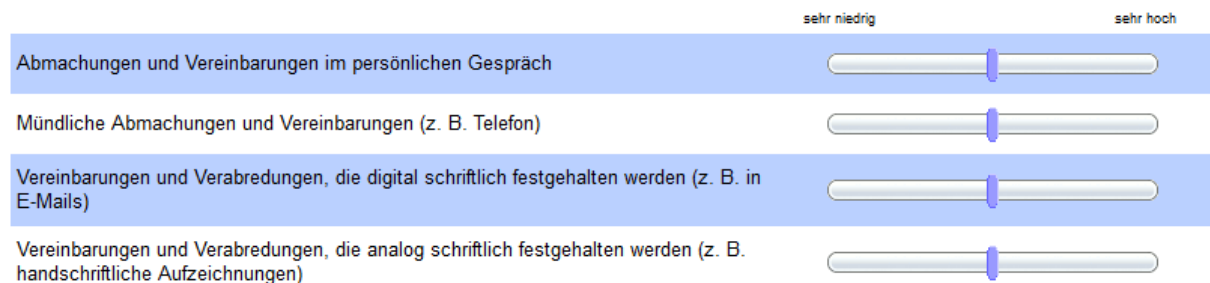 sehr niedrig sehr hoch
Abmachungen und Vereinbarungen im persönlichen Gespräch
Mündliche Abmachungen und Vereinbarungen (z. B. Telefon)
Vereinbarungen und Verabredungen, die digital schriftlich festgehalten werden (z. B. in
E-Mails)
Vereinbarungen und Verabredungen, die analog schriftlich festgehalten werden (z. B.
handschriftliche Aufzeichnungen)